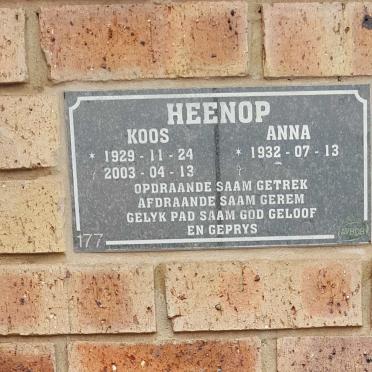 HEENOP
KOOS ANNA
* 1929 - 11 - 24 * 1932 - 07 - 13
† 2003 - 04 - 13 -
OPDRAANDE SAAM GETREK
AFDRAANDE SAAM GEREM
GELYK PAD SAAM GOD GELOOF
EN GEPRYS
177